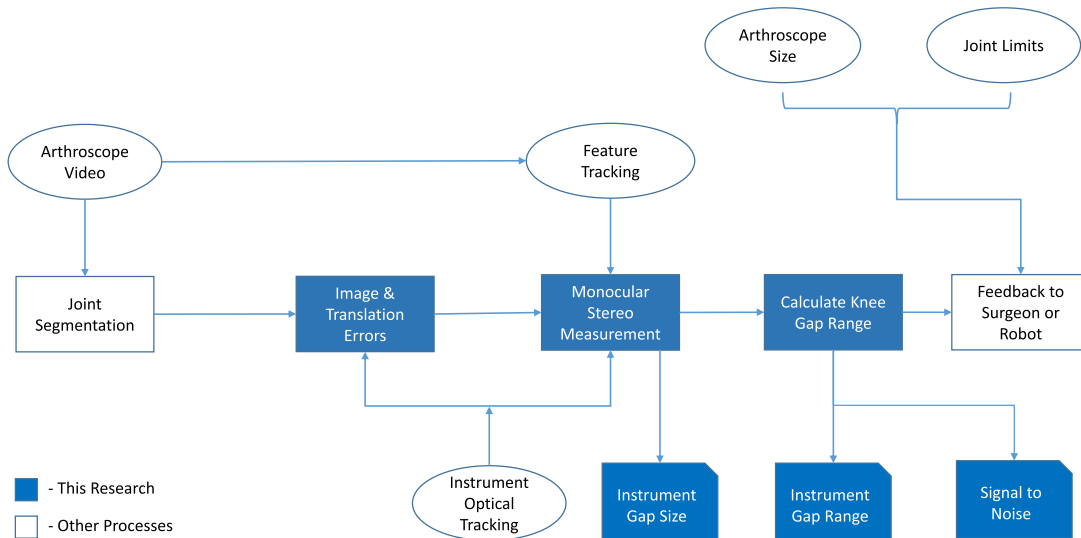 Arthroscope
Size
Joint Limits
Arthroscope
Video
Feature
Tracking
Joint
Segmentation
Image &
Translation
Errors
Monocular
Stereo
Measurement
Calculate Knee
Gap Range
Feedback to
Surgeon or
Robot
- This Research
- Other Processes
Instrument
Optical
Tracking
Instrument
Gap Size
Instrument
Gap Range
Signal to
Noise